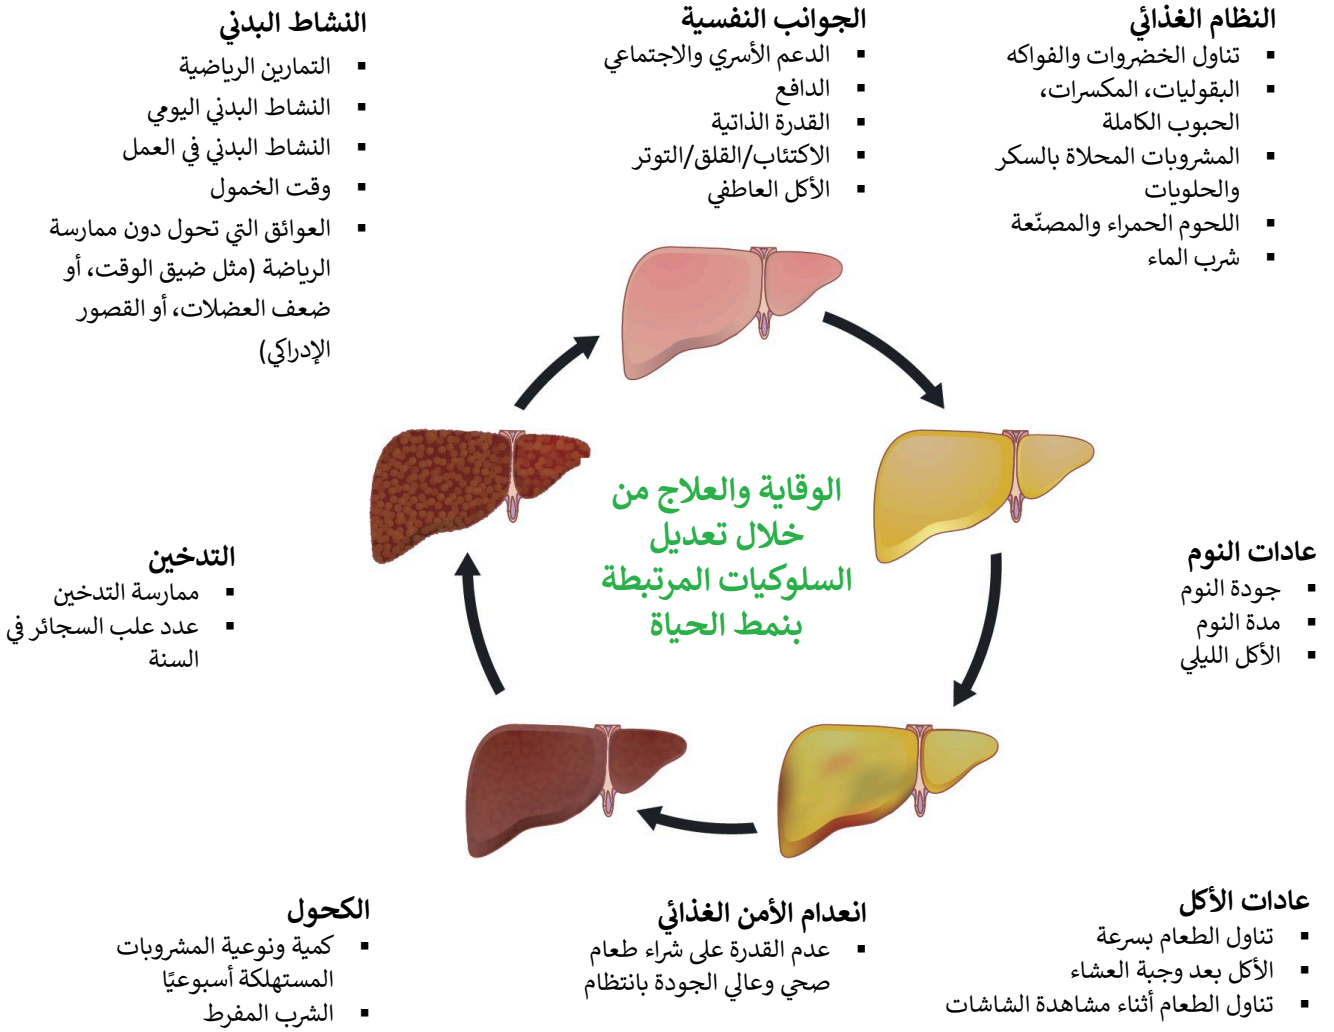 النظام الغذائي
▪ تناول الخضروات والفواكه
▪ البقوليات، المكسرات،
الحبوب الكاملة
▪ المشروبات المحلاة بالسكر
والحلويات
▪ اللحوم الحمراء والمصنّعة
▪ شرب الماء
الجوانب النفسية
▪ الدعم الأسري والاجتماعي
▪ الدافع
▪ القدرة الذاتية
▪ الاكتئاب/القلق/التوتر
▪ الأكل العاطفي
النشاط البدني
▪ التمارين الرياضية
▪ النشاط البدني اليومي
▪ النشاط البدني في العمل
▪ وقت الخمول
▪ العوائق التي تحول دون ممارسة
الرياضة (مثل ضيق الوقت، أو
ضعف العضلات، أو القصور
الإدراكي)
الوقاية والعلاج من
خلال تعديل
السلوكيات المرتبطة
بنمط الحياة
عادات النوم
▪ جودة النوم
▪ مدة النوم
▪ الأكل الليلي
التدخين
▪ ممارسة التدخين
▪ عدد علب السجائر في
السنة
عادات الأكل
▪ تناول الطعام بسرعة
▪ الأكل بعد وجبة العشاء
▪ تناول الطعام أثناء مشاهدة الشاشات
انعدام الأمن الغذائي
▪ عدم القدرة على شراء طعام
صحي وعالي الجودة بانتظام
الكحول
▪ كمية ونوعية المشروبات
المستهلكة أسبوعيًا
▪ الشرب المفرط